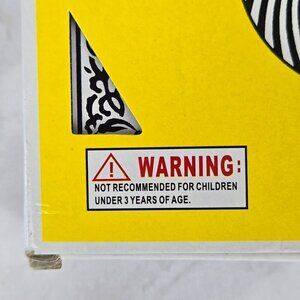 WARNING:
NOT RECOMMENDED FOR CHILDREN
UNDER 3 YEARS OF AGE.